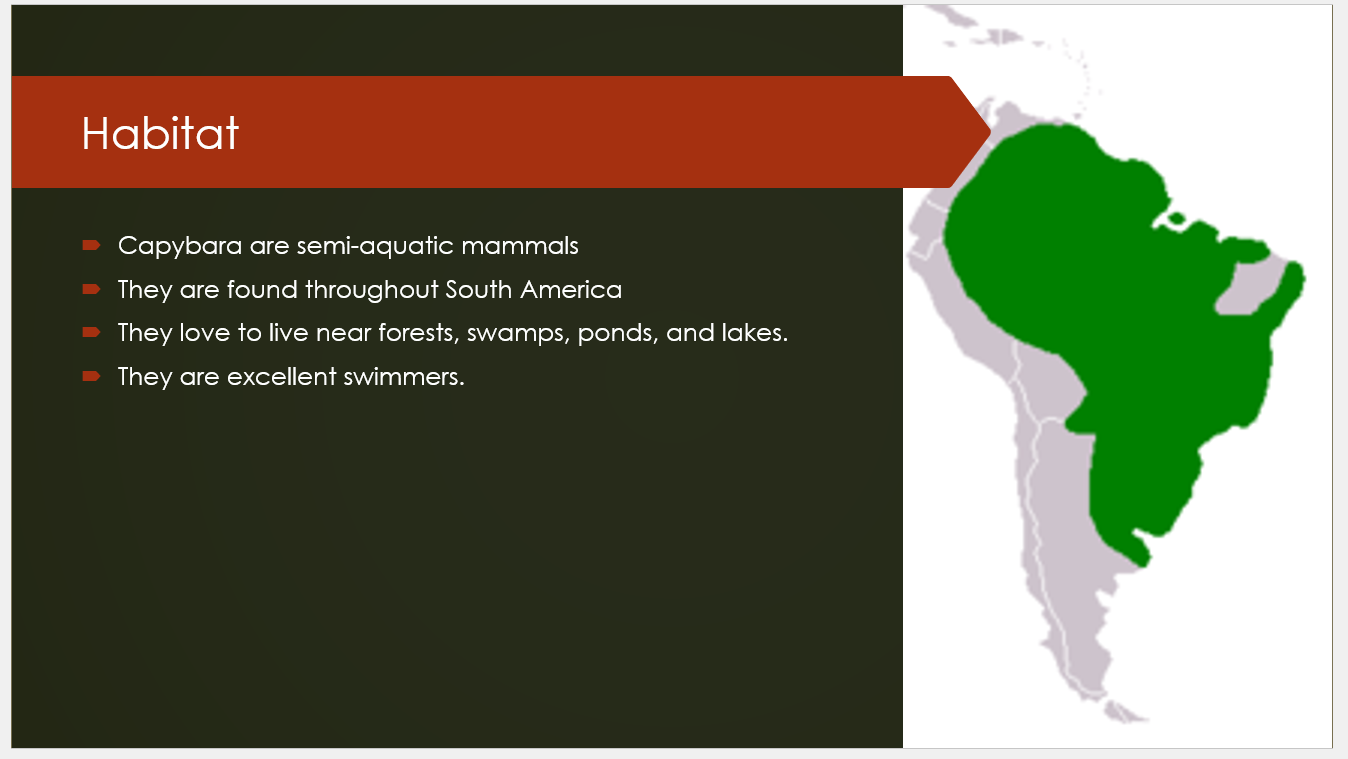 Habitat
Capybara are semi-aquatic mammals
They are found throughout South America
They love to live near forests, swamps, ponds, and lakes.
They are excellent swimmers.